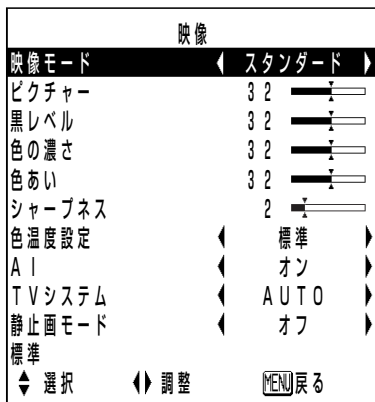 映像
映像モード スタンダード
ピクチャー 32
黒レベル 32
色の濃さ 32
色あい 32
シャープネス 2
色温度設定 標準
AI オン
TVシステム AUTO
静止画モード オフ
標準
選択 調整 MENU戻る